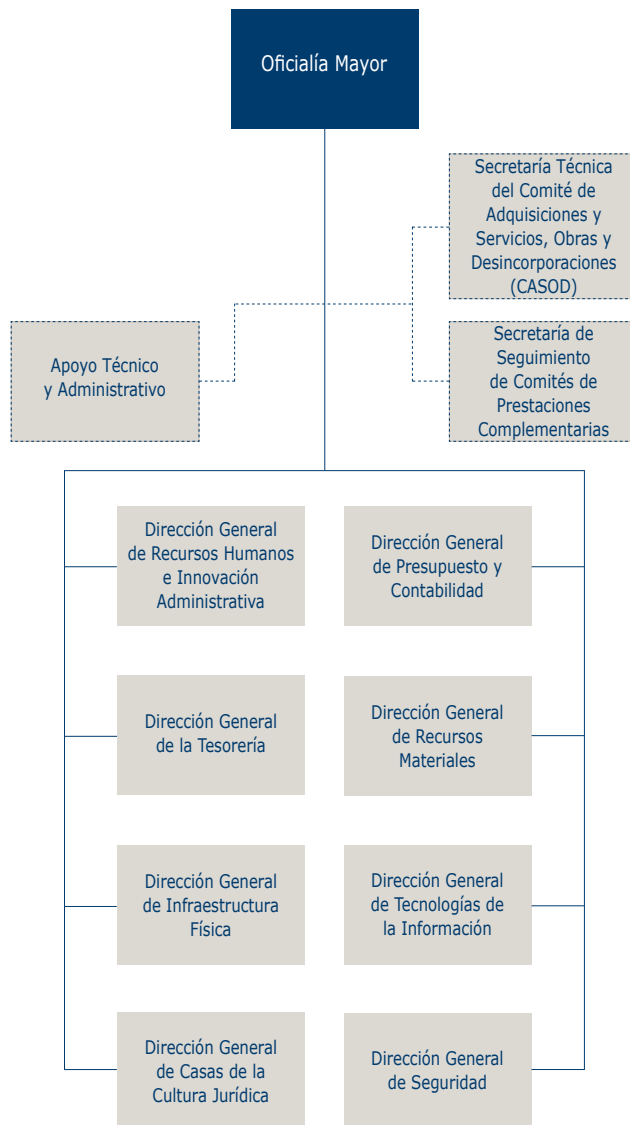 Oficialía Mayor
Secretaría Técnica
del Comité de
Adquisiciones y
Servicios, Obras y
Desincorporaciones
(CASOD)
Apoyo Técnico
y Administrativo
Secretaría de
Seguimiento
de Comités de
Prestaciones
Complementarias
Dirección General
de Recursos Humanos
e Innovación
Administrativa
Dirección General
de Presupuesto y
Contabilidad
Dirección General
de la Tesorería
Dirección General
de Recursos
Materiales
Dirección General
de Infraestructura
Física
Dirección General
de Tecnologías de
la Información
Dirección General
de Casas de la
Cultura Jurídica
Dirección General
de Seguridad